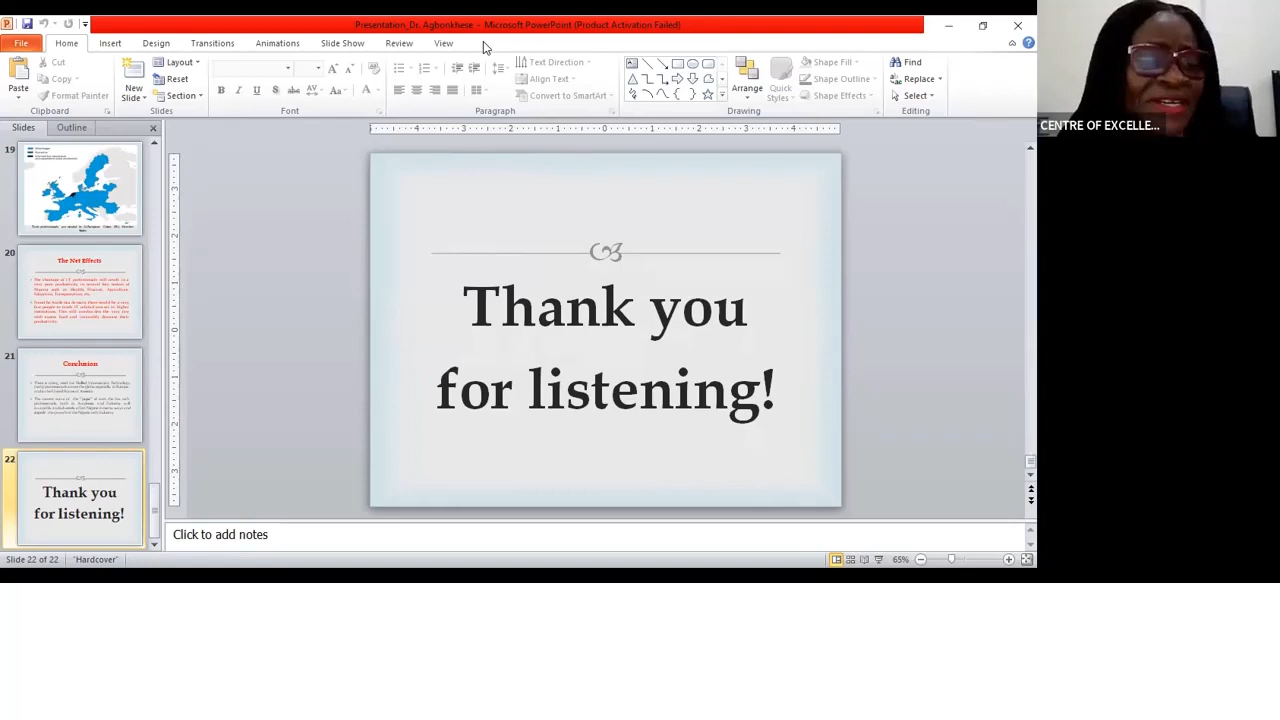 Presentation_Dr. Agbonkhese - Microsoft PowerPoint (Product Activation Failed)
File Home Insert Design Transitions Animations Slide Show Review View
Paste
Cut
Copy
Format Painter
Clipboard
New Slide
Layout
Reset
Section
Slides
Font
Text Direction
Align Text
Convert to SmartArt
Paragraph
Arrange
Quick Styles
Shape Fill
Shape Outline
Shape Effects
Drawing
Find
Replace
Select
Editing
CENTRE OF EXCELLE...
Slides Outline
19
20
The Net Effects
21
Conclusion
22
Thank you
for listening!
Thank you
for listening!
Click to add notes
Slide 22 of 22 "Hardcover" 65%